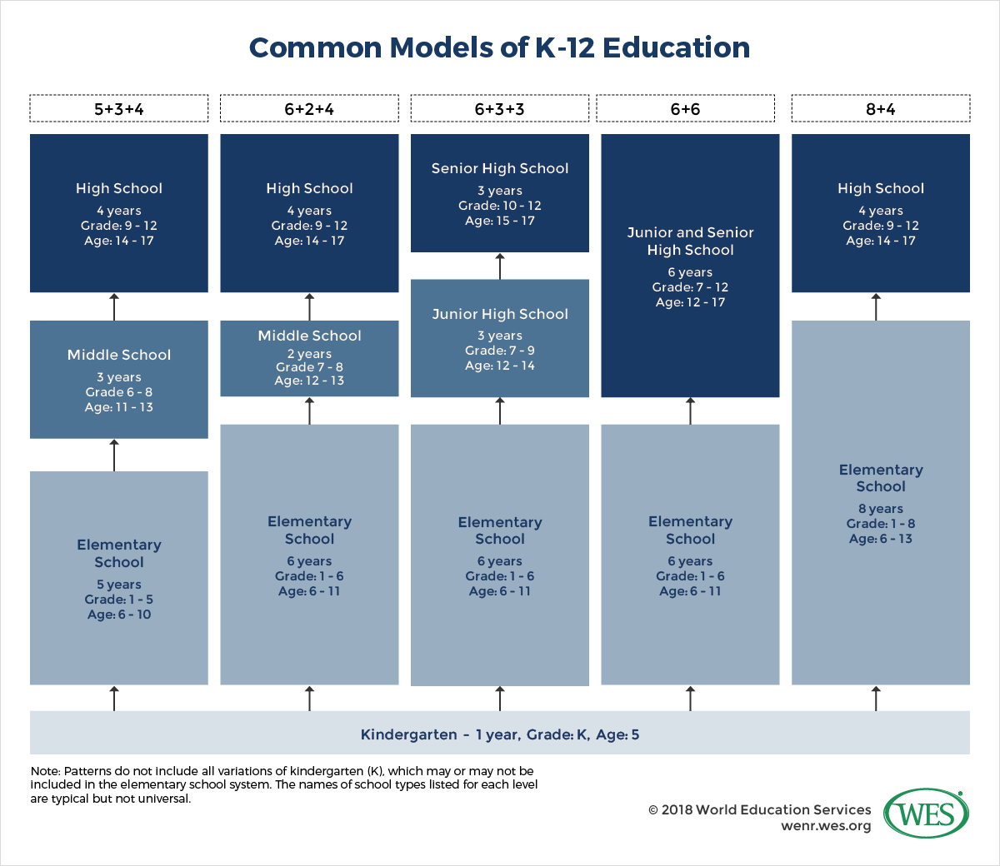 Common Models of K-12 Education
5+3+4
6+2+4
6+3+3
6+6
8+4
High School
4 years
Grade: 9 - 12
Age: 14 - 17
Middle School
3 years
Grade 6 - 8
Age: 11 - 13
Elementary
School
5 years
Grade: 1 - 5
Age: 6 - 10
High School
4 years
Grade: 9 - 12
Age: 14 - 17
Middle School
2 years
Grade 7 - 8
Age: 12 - 13
Elementary
School
6 years
Grade: 1 - 6
Age: 6 - 11
Senior High School
3 years
Grade: 10 - 12
Age: 15 - 17
Junior High School
3 years
Grade: 7 - 9
Age: 12 - 14
Elementary
School
6 years
Grade: 1 - 6
Age: 6 - 11
Junior and Senior
High School
6 years
Grade: 7 - 12
Age: 12 - 17
Elementary
School
6 years
Grade: 1 - 6
Age: 6 - 11
High School
4 years
Grade: 9 - 12
Age: 14 - 17
Elementary
School
8 years
Grade: 1 - 8
Age: 6 - 13
Kindergarten - 1 year, Grade: K, Age: 5
Note: Patterns do not include all variations of kindergarten (K), which may or may not be
included in the elementary school system. The names of school types listed for each level
are typical but not universal.
© 2018 World Education Services
wenr.wes.org
WES